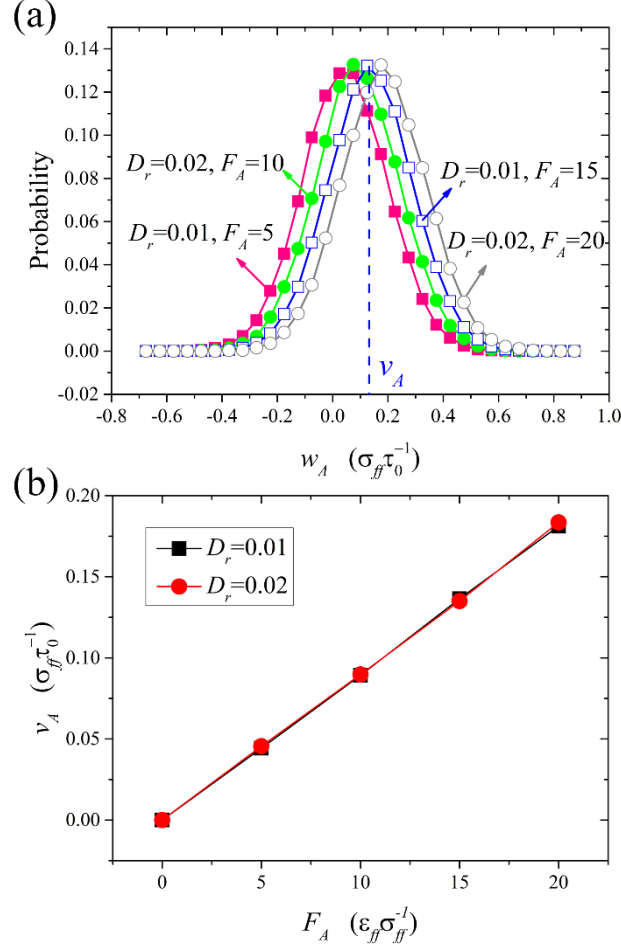 (a)
0.14
0.12
0.10
0.08
0.06
0.04
0.02
0.00
-0.02
Probability
D_r=0.02, F_A=10
D_r=0.01, F_A=5
D_r=0.01, F_A=15
D_r=0.02, F_A=20
v_A
-0.8 -0.6 -0.4 -0.2 0.0 0.2 0.4 0.6 0.8 1.0
w_A (σ_ff τ_0^-1)
(b)
0.20
0.15
0.10
0.05
0.00
v_A (σ_ff τ_0^-1)
D_r=0.01
D_r=0.02
0 5 10 15 20
F_A (ε_ff σ_ff^-1)